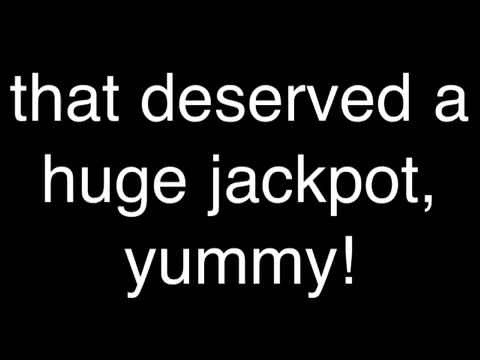 that deserved a
huge jackpot,
yummy!